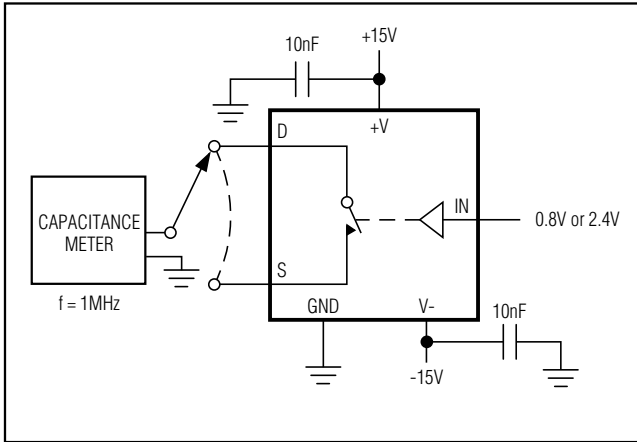 +15V
10nF
D
+V
CAPACITANCE
METER
IN
0.8V or 2.4V
S
f = 1MHz
GND
V-
10nF
-15V